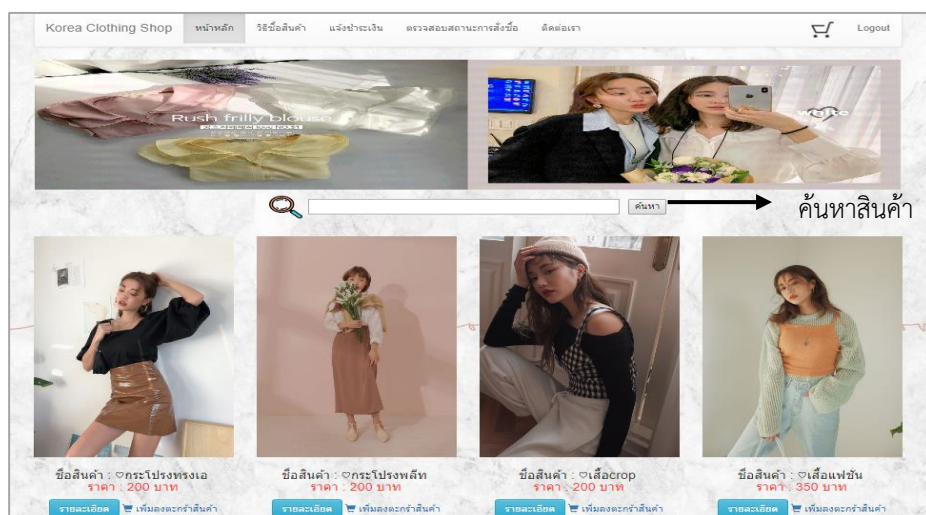 Korea Clothing Shop หน้าหลัก วิธีซื้อสินค้า แจ้งชำระเงิน ตรวจสอบสถานะการสั่งซื้อ ติดต่อเรา Logout
Rush frilly blouse
white
ค้นหา ค้นหาสินค้า
ชื่อสินค้า : ♡กระโปรงทรงเอ ชื่อสินค้า : ♡กระโปรงพลีท ชื่อสินค้า : ♡เสื้อcrop ชื่อสินค้า : ♡เสื้อแฟชั่น
ราคา : 200 บาท ราคา : 200 บาท ราคา : 200 บาท ราคา : 350 บาท
รายละเอียด เพิ่มลงตะกร้าสินค้า รายละเอียด เพิ่มลงตะกร้าสินค้า รายละเอียด เพิ่มลงตะกร้าสินค้า รายละเอียด เพิ่มลงตะกร้าสินค้า